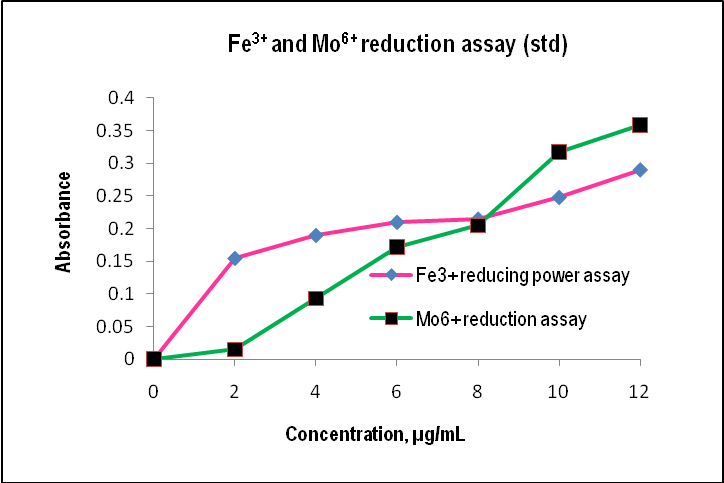 Fe³⁺ and Mo⁶⁺ reduction assay (std)
0.4
0.35
0.3
0.25
0.2
0.15
0.1
0.05
0
Absorbance
Fe3+reducing power assay
Mo6+reduction assay
0 2 4 6 8 10 12
Concentration, µg/mL